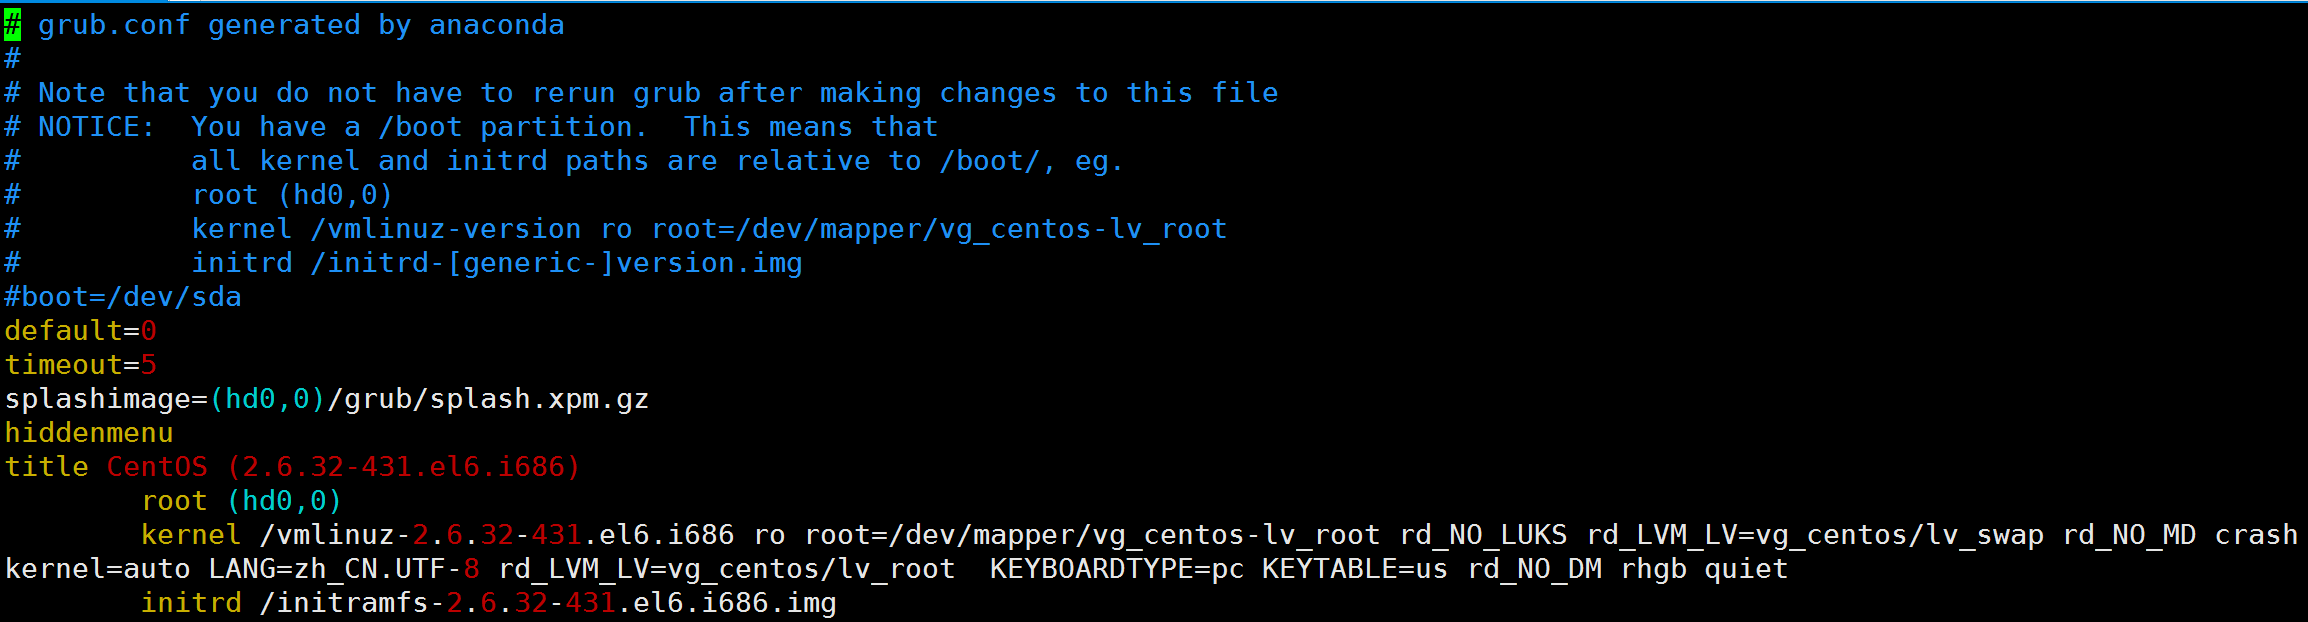 # grub.conf generated by anaconda
#
# Note that you do not have to rerun grub after making changes to this file
# NOTICE:  You have a /boot partition.  This means that
#          all kernel and initrd paths are relative to /boot/, eg.
#          root (hd0,0)
#          kernel /vmlinuz-version ro root=/dev/mapper/vg_centos-lv_root
#          initrd /initrd-[generic-]version.img
#boot=/dev/sda
default=0
timeout=5
splashimage=(hd0,0)/grub/splash.xpm.gz
hiddenmenu
title CentOS (2.6.32-431.el6.i686)
        root (hd0,0)
        kernel /vmlinuz-2.6.32-431.el6.i686 ro root=/dev/mapper/vg_centos-lv_root rd_NO_LUKS rd_LVM_LV=vg_centos/lv_swap rd_NO_MD crash
kernel=auto LANG=zh_CN.UTF-8 rd_LVM_LV=vg_centos/lv_root  KEYBOARDTYPE=pc KEYTABLE=us rd_NO_DM rhgb quiet
        initrd /initramfs-2.6.32-431.el6.i686.img